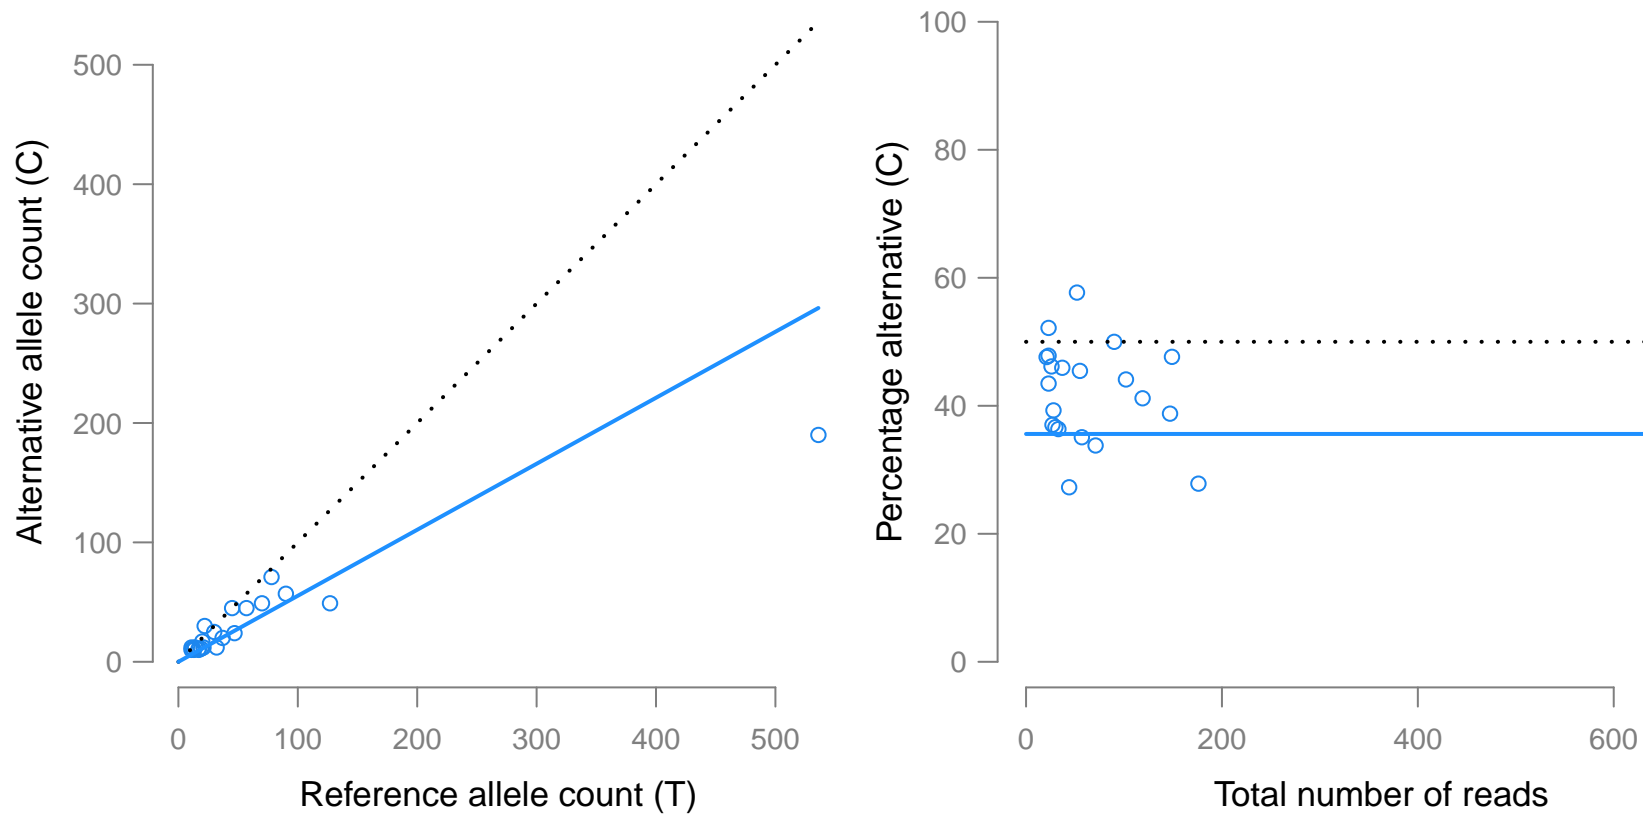 Alternative allele count (C)
500
400
300
200
100
0
0 100 200 300 400 500
Reference allele count (T)
Percentage alternative (C)
100
80
60
40
20
0
0 200 400 600
Total number of reads